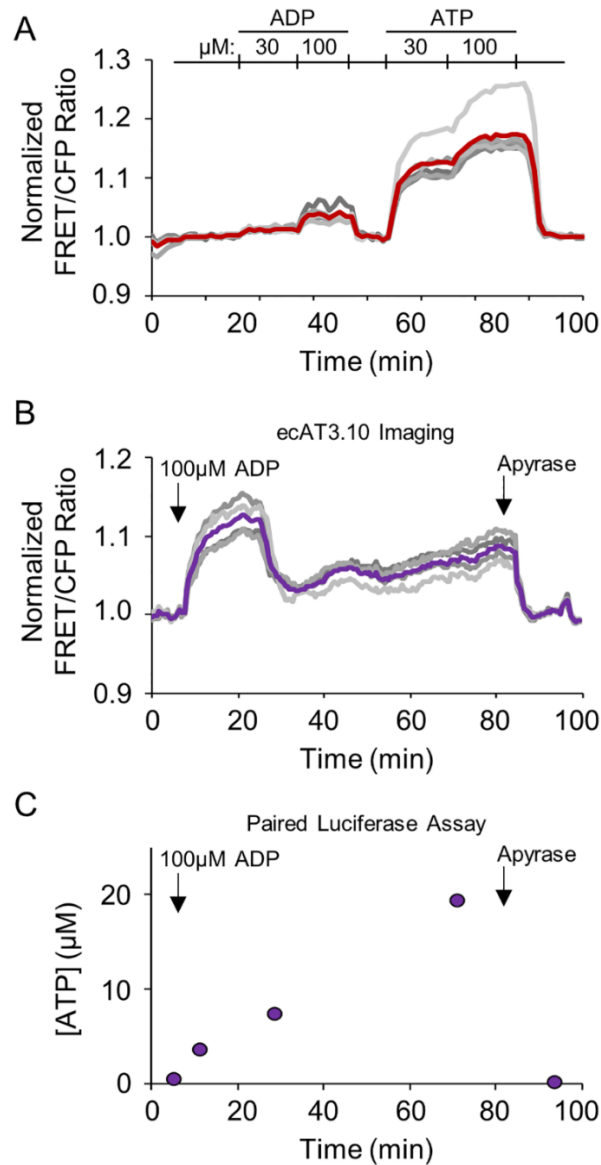 A
ADP
ATP
µM:
30
100
30
100
1.3
1.2
1.1
1.0
0.9
Normalized
FRET/CFP Ratio
0
20
40
60
80
100
Time (min)
B
ecAT3.10 Imaging
100µM ADP
Apyrase
1.2
1.1
1.0
0.9
Normalized
FRET/CFP Ratio
0
20
40
60
80
100
Time (min)
C
Paired Luciferase Assay
100µM ADP
Apyrase
20
10
0
[ATP] (µM)
0
20
40
60
80
100
Time (min)